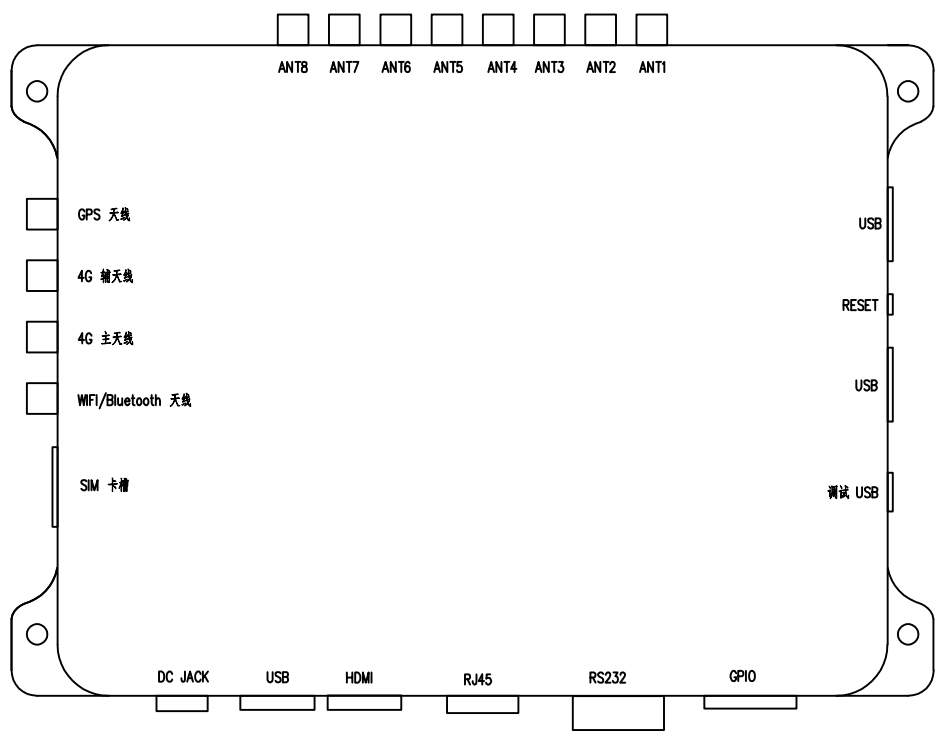 ANT8 ANT7 ANT6 ANT5 ANT4 ANT3 ANT2 ANT1
GPS 天线
USB
4G 辅天线
RESET
4G 主天线
USB
WIFI/Bluetooth 天线
SIM 卡槽
调试 USB
DC JACK USB HDMI RJ45 RS232 GPIO